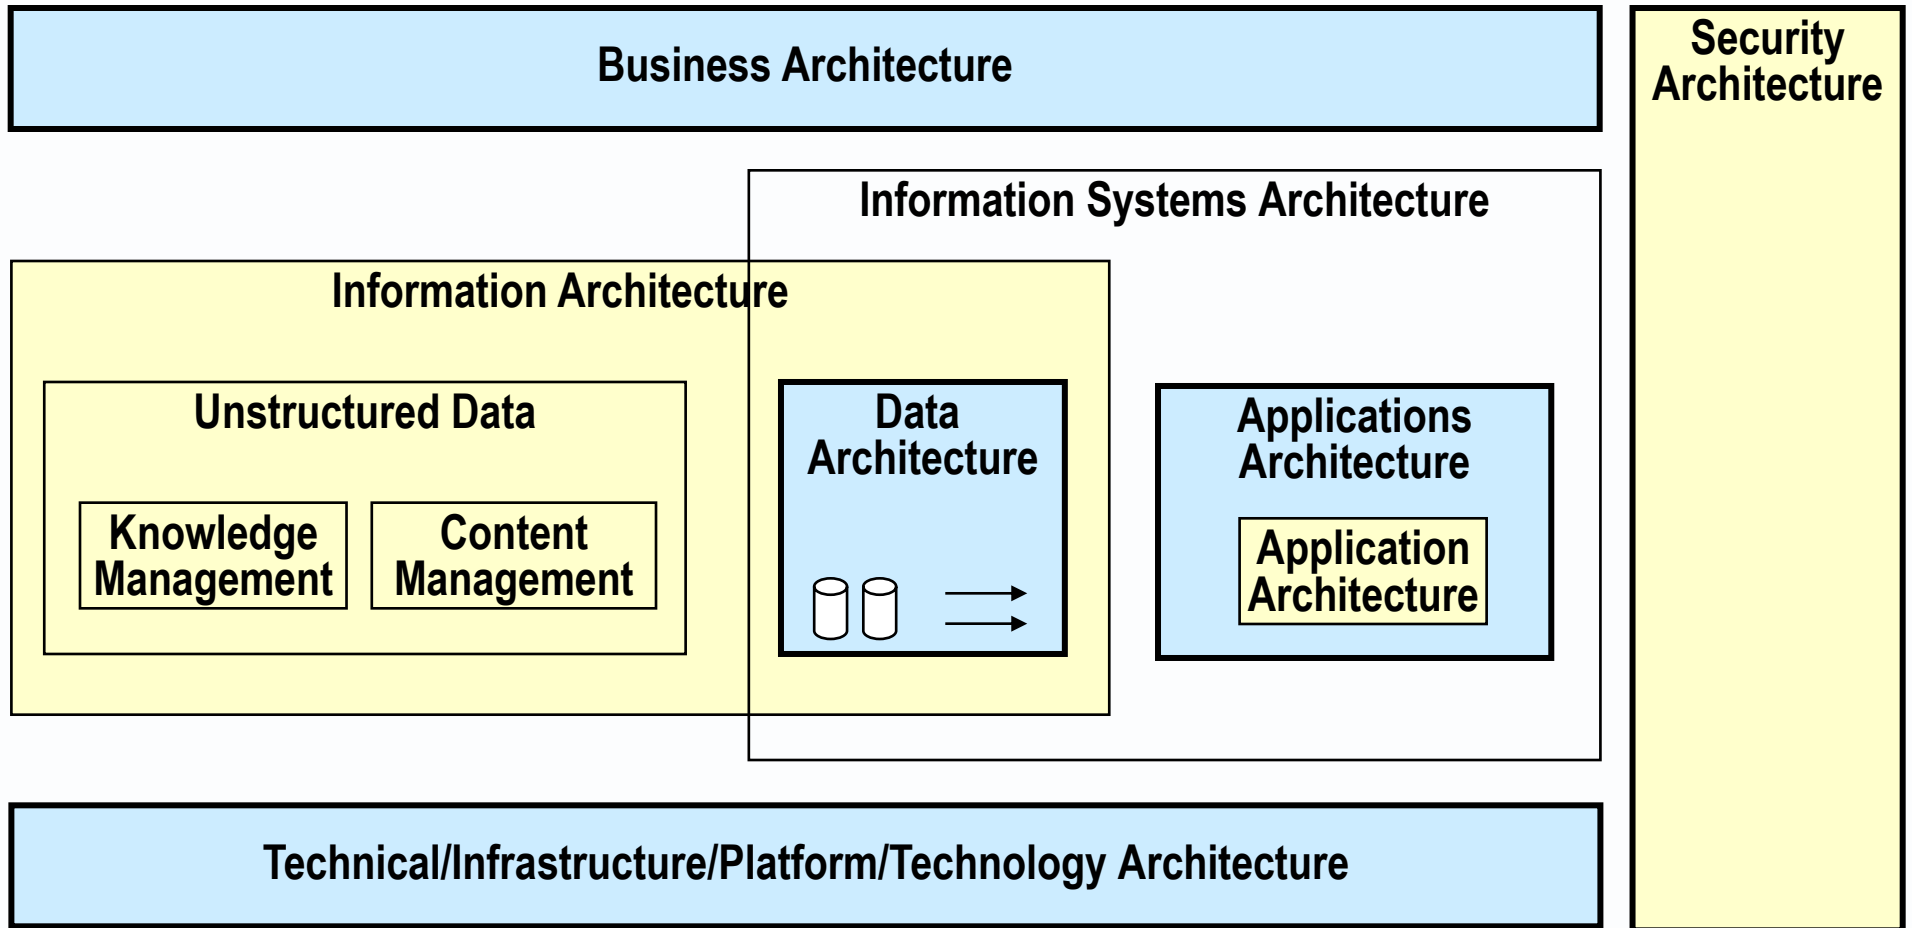 Business Architecture
Security
Architecture
Information Systems Architecture
Information Architecture
Unstructured Data
Knowledge
Management
Content
Management
Data
Architecture
Applications
Architecture
Application
Architecture
Technical/Infrastructure/Platform/Technology Architecture